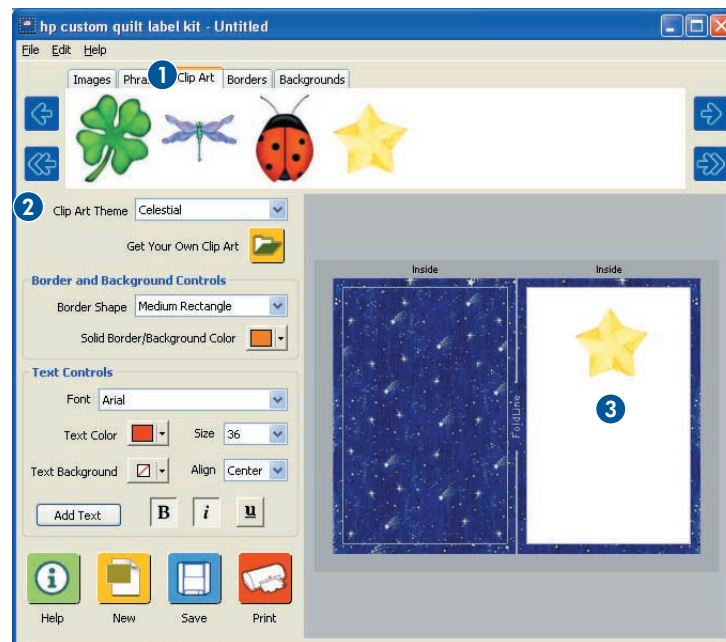 hp custom quilt label kit - Untitled
File Edit Help
Images Phra 1 Clip Art Borders Backgrounds
2 Clip Art Theme Celestial
Get Your Own Clip Art
Border and Background Controls
Border Shape Medium Rectangle
Solid Border/Background Color
Text Controls
Font Arial
Text Color Size 36
Text Background Align Center
Add Text B i u
Help New Save Print
Inside Inside
FoldLine
3